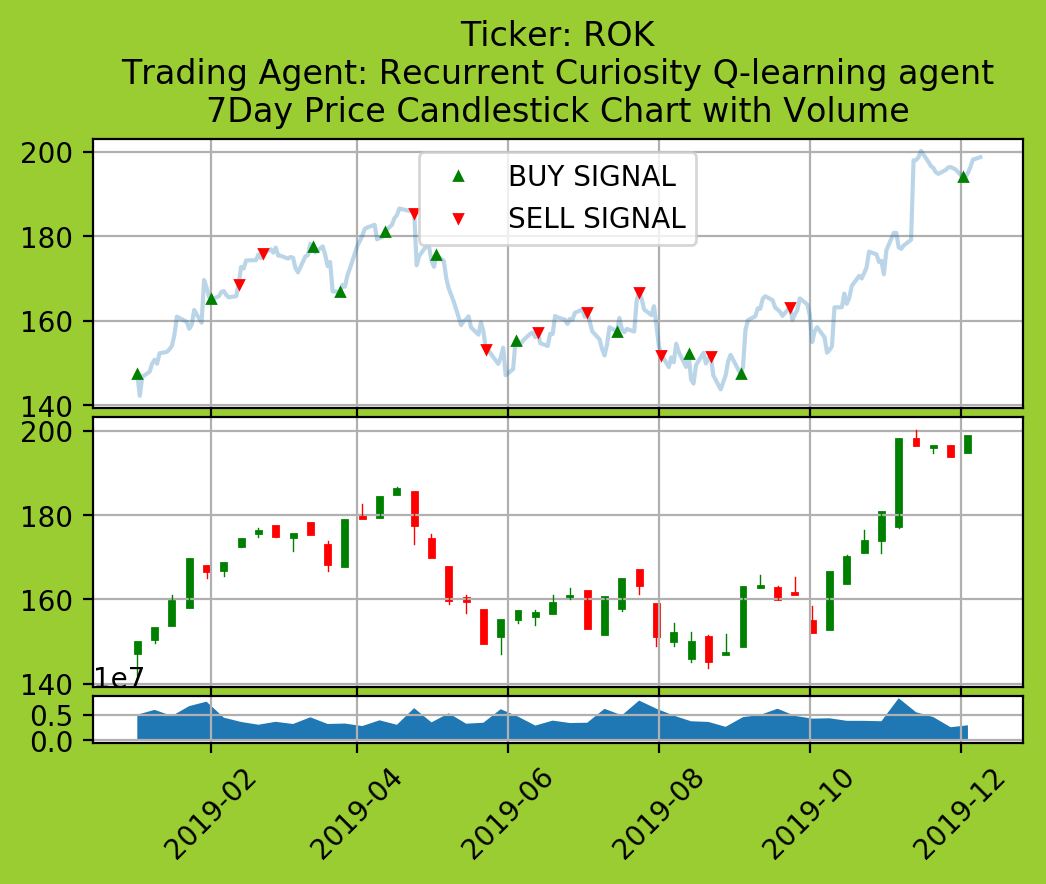 Ticker: ROK
Trading Agent: Recurrent Curiosity Q-learning agent
7Day Price Candlestick Chart with Volume
200
180
160
140
BUY SIGNAL
SELL SIGNAL
200
180
160
140
1e7
0.5
0.0
2019-02
2019-04
2019-06
2019-08
2019-10
2019-12